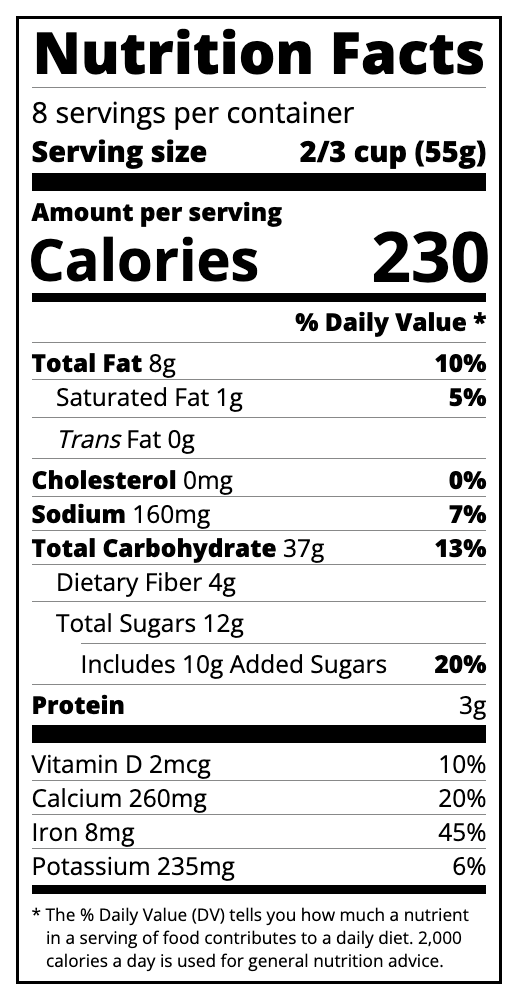 Nutrition Facts
8 servings per container
Serving size 2/3 cup (55g)
Amount per serving
Calories 230
% Daily Value *
Total Fat 8g 10%
Saturated Fat 1g 5%
Trans Fat 0g
Cholesterol 0mg 0%
Sodium 160mg 7%
Total Carbohydrate 37g 13%
Dietary Fiber 4g
Total Sugars 12g
Includes 10g Added Sugars 20%
Protein 3g
Vitamin D 2mcg 10%
Calcium 260mg 20%
Iron 8mg 45%
Potassium 235mg 6%
* The % Daily Value (DV) tells you how much a nutrient
in a serving of food contributes to a daily diet. 2,000
calories a day is used for general nutrition advice.